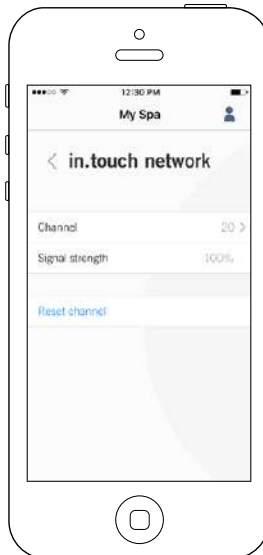 12:30 PM
My Spa
< in.touch network
Channel 20 >
Signal strength 100%
Reset channel